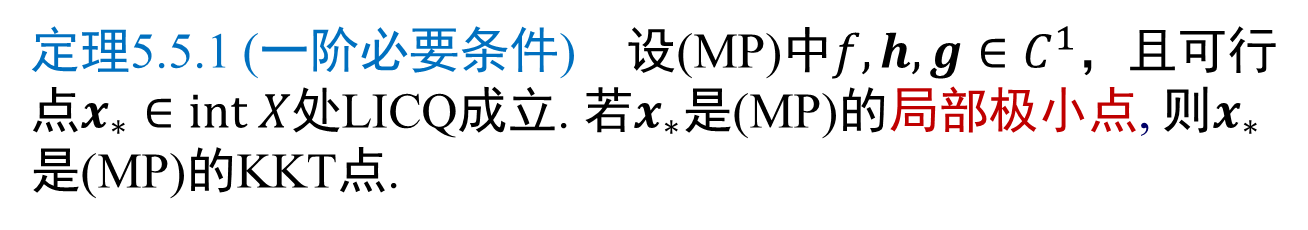 定理5.5.1 (一阶必要条件) 设(MP)中𝑓, 𝒉, 𝒈 ∈ 𝐶¹，且可行
点𝒙∗ ∈ int 𝑋处LICQ成立. 若𝒙∗是(MP)的局部极小点, 则𝒙∗
是(MP)的KKT点.